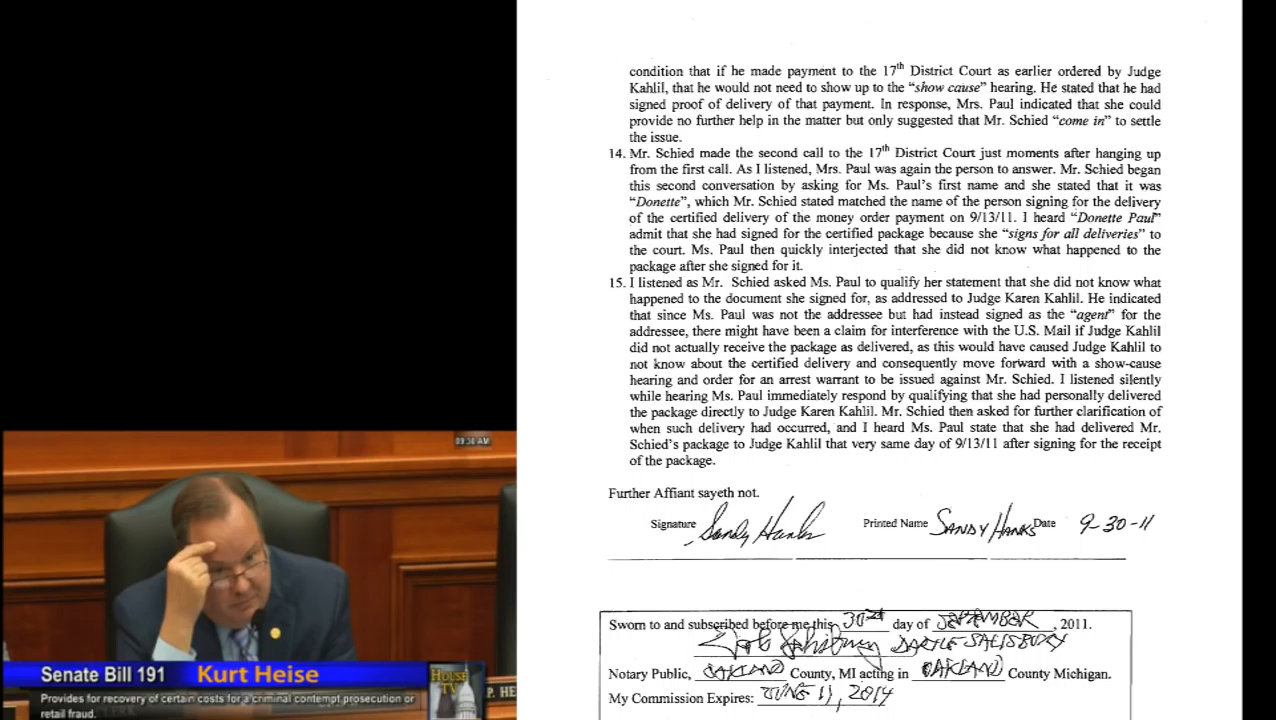 condition that if he made payment to the 17th District Court as earlier ordered by Judge
Kahlil, that he would not need to show up to the “show cause” hearing. He stated that he had
signed proof of delivery of that payment. In response, Mrs. Paul indicated that she could
provide no further help in the matter but only suggested that Mr. Schied “come in” to settle
the issue.
14. Mr. Schied made the second call to the 17th District Court just moments after hanging up
from the first call. As I listened, Mrs. Paul was again the person to answer. Mr. Schied began
this second conversation by asking for Ms. Paul’s first name and she stated that it was
“Donette”, which Mr. Schied stated matched the name of the person signing for the delivery
of the certified delivery of the money order payment on 9/13/11. I heard “Donette Paul”
admit that she had signed for the certified package because she “signs for all deliveries” to
the court. Ms. Paul then quickly interjected that she did not know what happened to the
package after she signed for it.
15. I listened as Mr. Schied asked Ms. Paul to qualify her statement that she did not know what
happened to the document she signed for, as addressed to Judge Karen Kahlil. He indicated
that since Ms. Paul was not the addressee but had instead signed as the “agent” for the
addressee, there might have been a claim for interference with the U.S. Mail if Judge Kahlil
did not actually receive the package as delivered, as this would have caused Judge Kahlil to
not know about the certified delivery and consequently move forward with a show-cause
hearing and order for an arrest warrant to be issued against Mr. Schied. I listened silently
while hearing Ms. Paul immediately respond by qualifying that she had personally delivered
the package directly to Judge Karen Kahlil. Mr. Schied then asked for further clarification of
when such delivery had occurred, and I heard Ms. Paul state that she had delivered Mr.
Schied’s package to Judge Kahlil that very same day of 9/13/11 after signing for the receipt
of the package.
Further Affiant sayeth not.
Signature Sandy Hanks Printed Name SANDY HANKS Date 9-30-11
Sworn to and subscribed before me this 30th day of SEPTEMBER, 2011.
SALISBURY
Notary Public, OAKLAND County, MI acting in OAKLAND County Michigan.
My Commission Expires: JUNE 11, 2014
09:30 AM
Senate Bill 191 Kurt Heise
Provides for recovery of certain costs for a criminal contempt prosecution or
retail fraud.
HOUSE
TV
P. HE